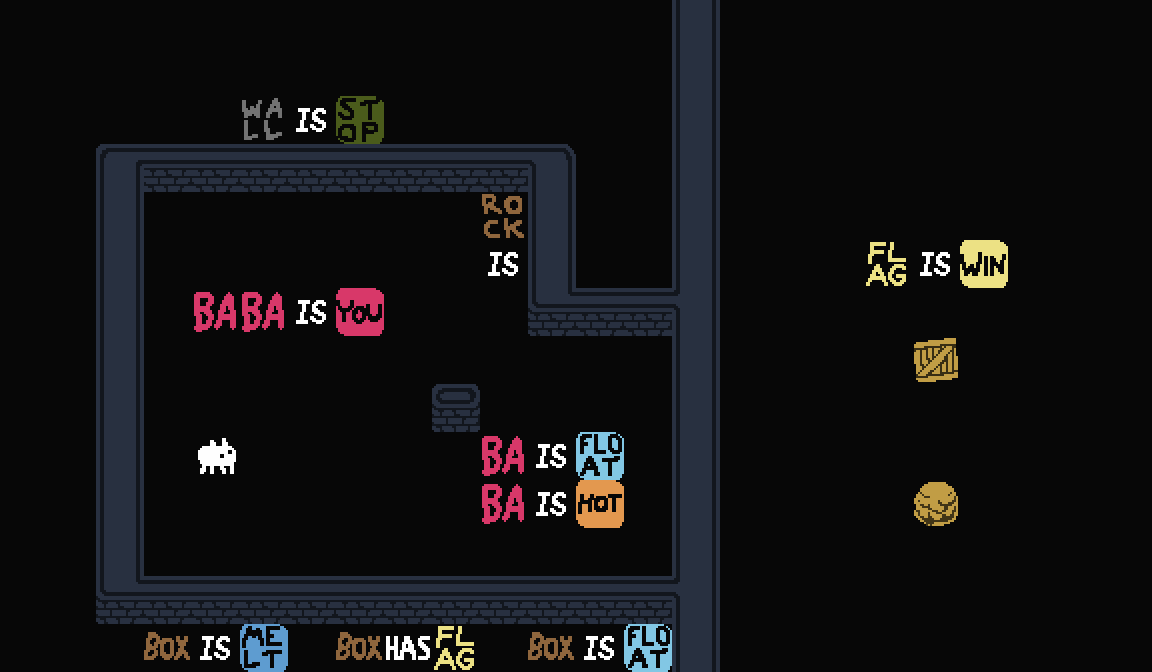 WALL IS STOP
ROCK
IS
FLAG IS WIN
BABA IS YOU
BA IS FLOAT
BA IS HOT
BOX IS MELT BOX HAS FLAG BOX IS FLOAT